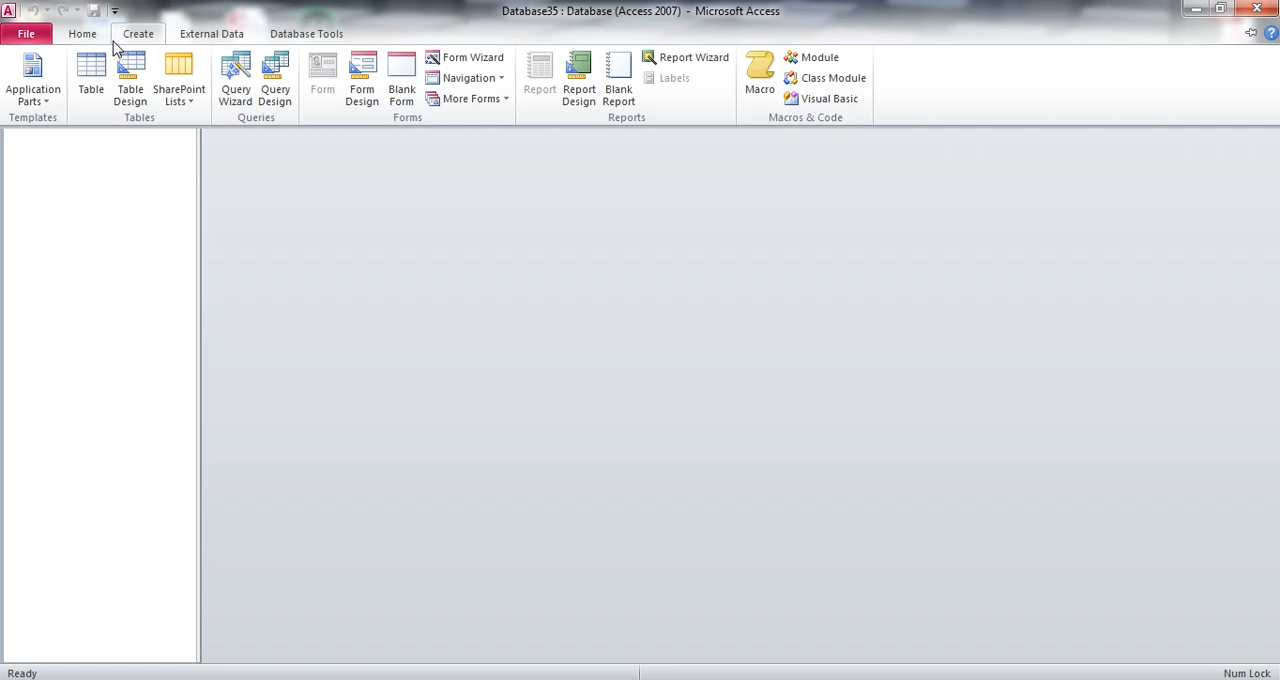 Database35 : Database (Access 2007) - Microsoft Access
File Home Create External Data Database Tools
Application Parts
Templates
Table
Table Design
SharePoint Lists
Tables
Query Wizard
Query Design
Queries
Form
Form Design
Blank Form
Form Wizard
Navigation
More Forms
Forms
Report
Report Design
Blank Report
Report Wizard
Labels
Reports
Macro
Module
Class Module
Visual Basic
Macros & Code
Ready
Num Lock